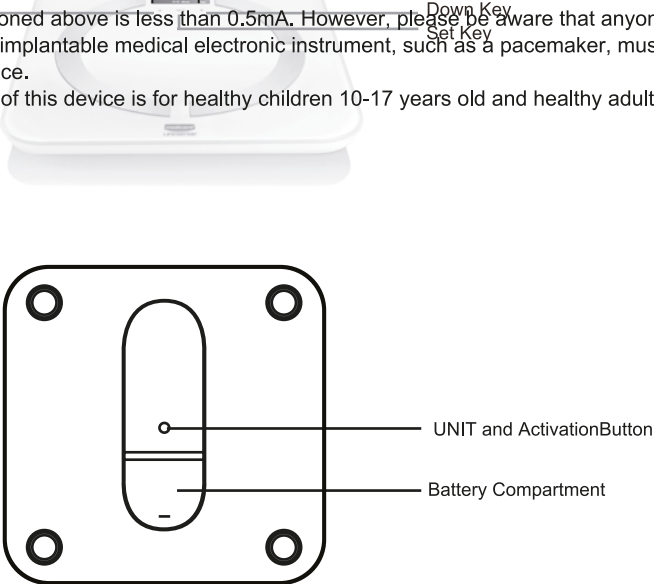 Down Key
oned above is less than 0.5mA. However, please be aware that anyor
Set Key
implantable medical electronic instrument, such as a pacemaker, mus
ce.
of this device is for healthy children 10-17 years old and healthy adult
UNIT and ActivationButton
Battery Compartment